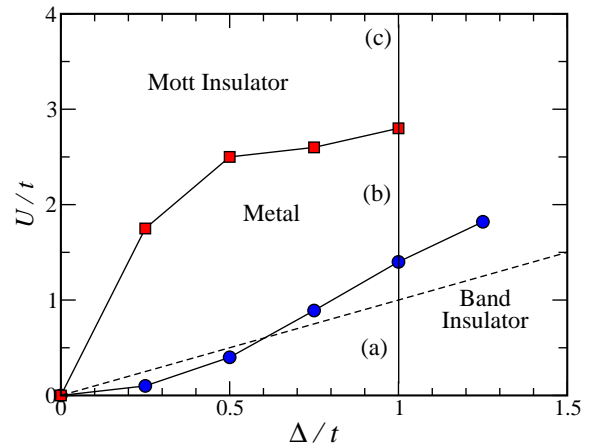 4
(c)
Mott Insulator
3
U/t
2
(b)
Metal
1
Band
Insulator
(a)
0
0
0.5
1
1.5
Δ/t